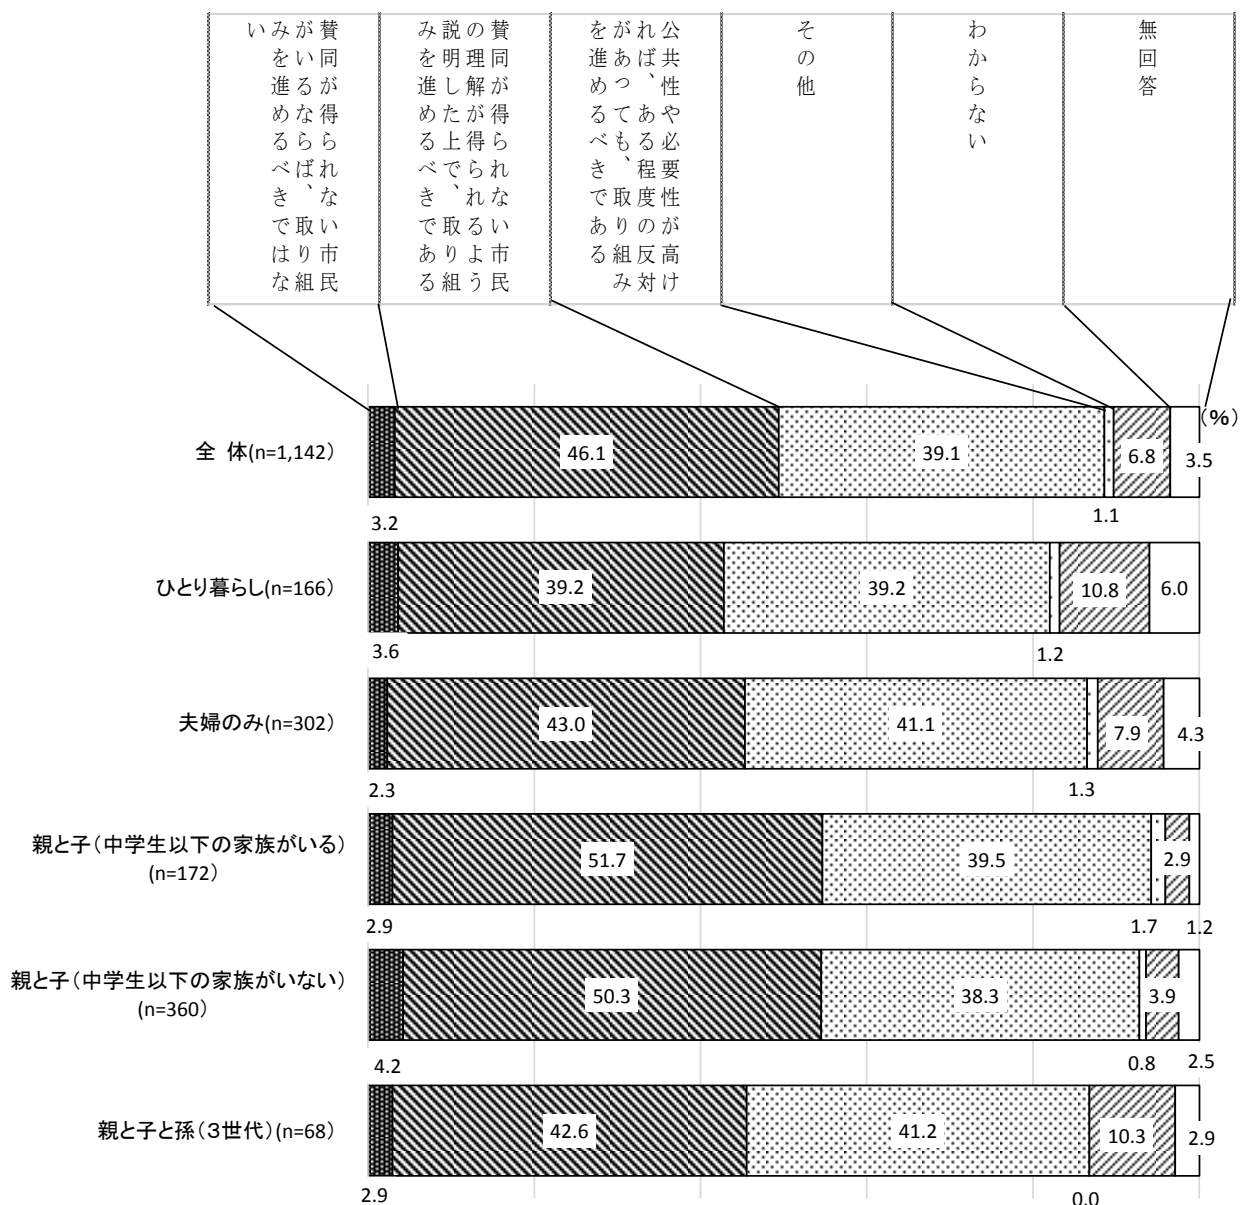 賛同が得られない市民
がいるならば、取り組
みを進めるべきではな
い
賛同が得られない市民
の理解が得られるよう
説明した上で、取り組
みを進めるべきである
公共性や必要性が高け
れば、ある程度の反対
があっても、取り組み
を進めるべきである
その他
わからない
無回答
(%)
全 体(n=1,142)
46.1
39.1
6.8
3.5
3.2
1.1
ひとり暮らし(n=166)
39.2
39.2
10.8
6.0
3.6
1.2
夫婦のみ(n=302)
43.0
41.1
7.9
4.3
2.3
1.3
親と子(中学生以下の家族がいる)
(n=172)
51.7
39.5
2.9
2.9
1.7
1.2
親と子(中学生以下の家族がいない)
(n=360)
50.3
38.3
3.9
4.2
0.8
2.5
親と子と孫(3世代)(n=68)
42.6
41.2
10.3
2.9
2.9
0.0